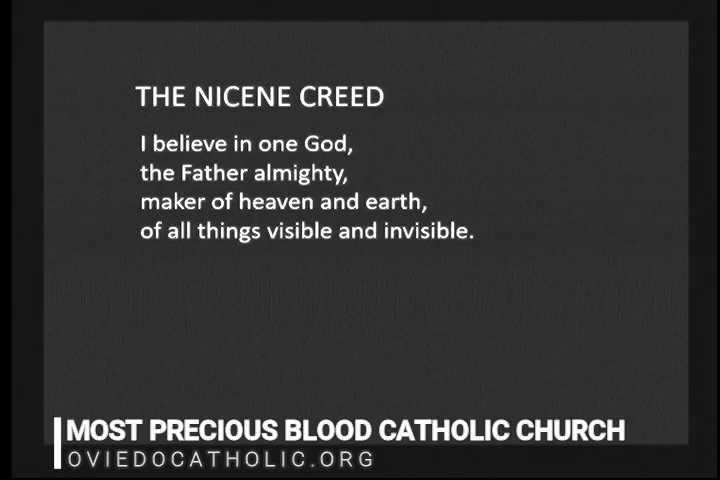 THE NICENE CREED
I believe in one God,
the Father almighty,
maker of heaven and earth,
of all things visible and invisible.
MOST PRECIOUS BLOOD CATHOLIC CHURCH
OVIEDOCATHOLIC.ORG